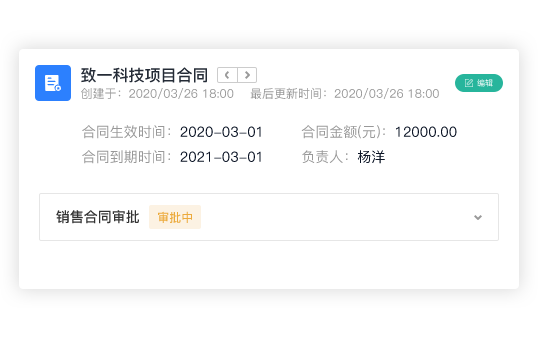 致一科技项目合同
创建于：2020/03/26 18:00 最后更新时间：2020/03/26 18:00
编辑
合同生效时间：2020-03-01 合同金额(元)：12000.00
合同到期时间：2021-03-01 负责人：杨洋
销售合同审批 审批中